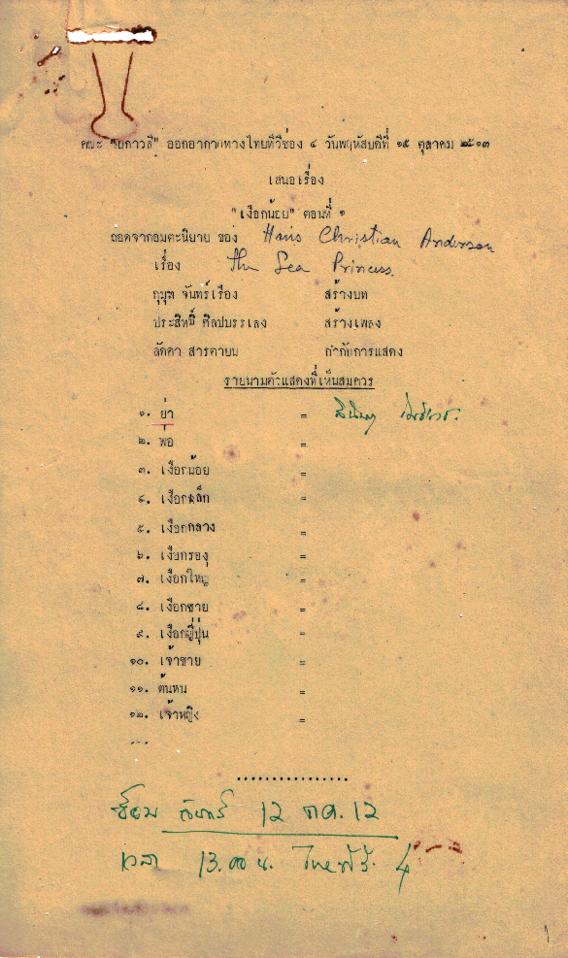 คณะ ออกอากาศทางไทยทีวีช่อง ๔ วันพฤหัสบดีที่ ๑๕ ตุลาคม ๒๕๑๓
เสนอเรื่อง
"เงือกน้อย" ตอนที่ ๑
ถอดจากอมตะนิยาย ของ Hans Christian Anderson
เรื่อง The Sea Princess.
กุมุท จันทร์เรือง สร้างบท
ประสิทธิ์ ศิลปบรรเลง สร้างเพลง
ลัดดา สารตายน กำกับการแสดง
รายนามตัวแสดงที่เห็นสมควร
๑. ย่า =
๒. พ่อ =
๓. เงือกน้อย =
๔. เงือกเล็ก =
๕. เงือกกลาง =
๖. เงือกรอง =
๗. เงือกใหญ่ =
๘. เงือกชาย =
๙. เงือกญี่ปุ่น =
๑๐. เจ้าชาย =
๑๑. ต้นหน =
๑๒. เจ้าหญิง =
...
................
ซ้อม จันทร์ 12 ตค. 12
เวลา 13.00 น. ไทยทีวี. 4